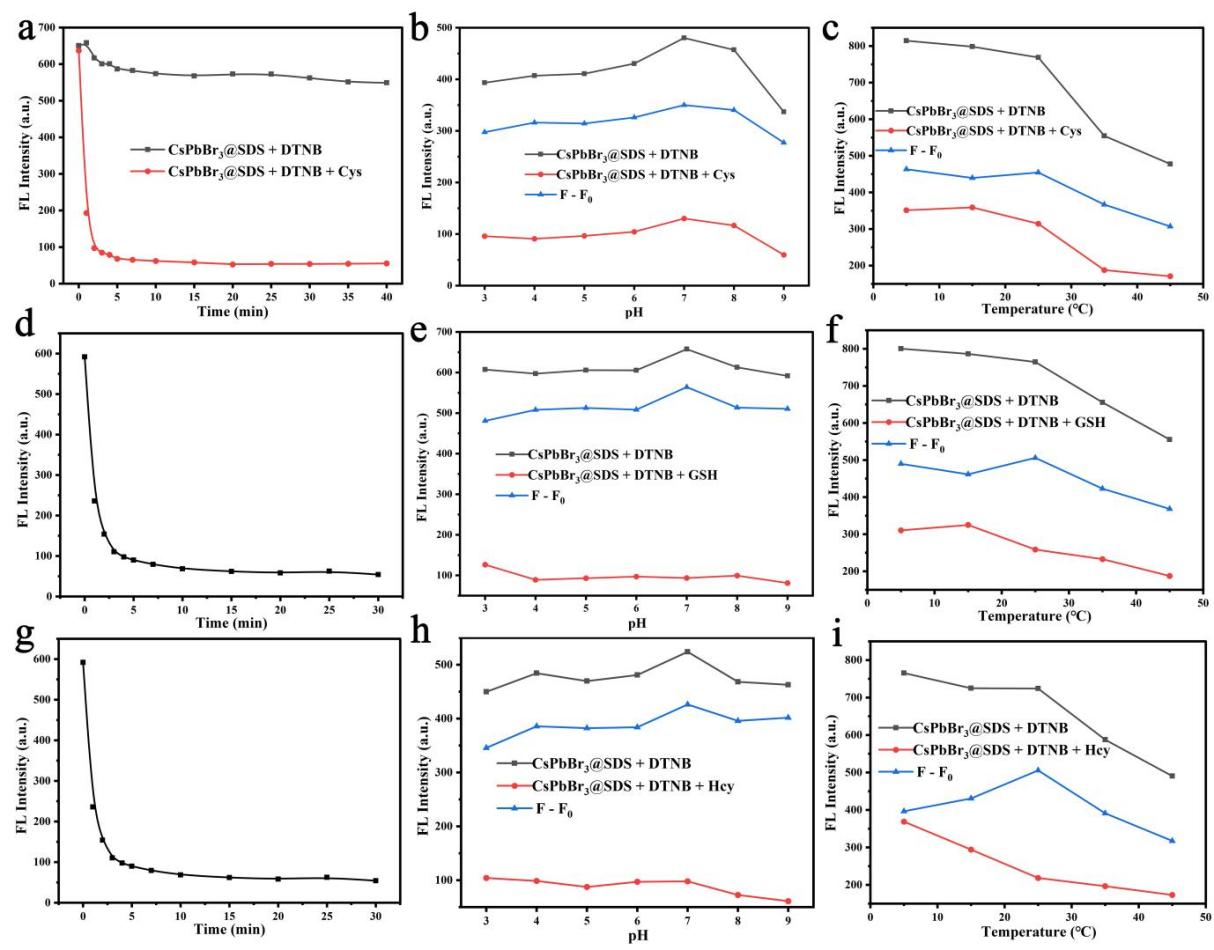 a
700
600
500
400
300
200
100
0
FL Intensity (a.u.)
CsPbBr₃@SDS + DTNB
CsPbBr₃@SDS + DTNB + Cys
0 5 10 15 20 25 30 35 40
Time (min)
b
500
400
300
200
100
0
FL Intensity (a.u.)
CsPbBr₃@SDS + DTNB
CsPbBr₃@SDS + DTNB + Cys
F - F₀
3 4 5 6 7 8 9
pH
c
800
700
600
500
400
300
200
FL Intensity (a.u.)
CsPbBr₃@SDS + DTNB
CsPbBr₃@SDS + DTNB + Cys
F - F₀
0 10 20 30 40 50
Temperature (℃)
d
600
500
400
300
200
100
0
FL Intensity (a.u.)
0 5 10 15 20 25 30
Time (min)
e
700
600
500
400
300
200
100
FL Intensity (a.u.)
CsPbBr₃@SDS + DTNB
CsPbBr₃@SDS + DTNB + GSH
F - F₀
3 4 5 6 7 8 9
pH
f
800
700
600
500
400
300
200
FL Intensity (a.u.)
CsPbBr₃@SDS + DTNB
CsPbBr₃@SDS + DTNB + GSH
F - F₀
0 10 20 30 40 50
Temperature (℃)
g
600
500
400
300
200
100
0
FL Intensity (a.u.)
0 5 10 15 20 25 30
Time (min)
h
500
400
300
200
100
FL Intensity (a.u.)
CsPbBr₃@SDS + DTNB
CsPbBr₃@SDS + DTNB + Hcy
F - F₀
3 4 5 6 7 8 9
pH
i
800
700
600
500
400
300
200
FL Intensity (a.u.)
CsPbBr₃@SDS + DTNB
CsPbBr₃@SDS + DTNB + Hcy
F - F₀
0 10 20 30 40 50
Temperature (℃)